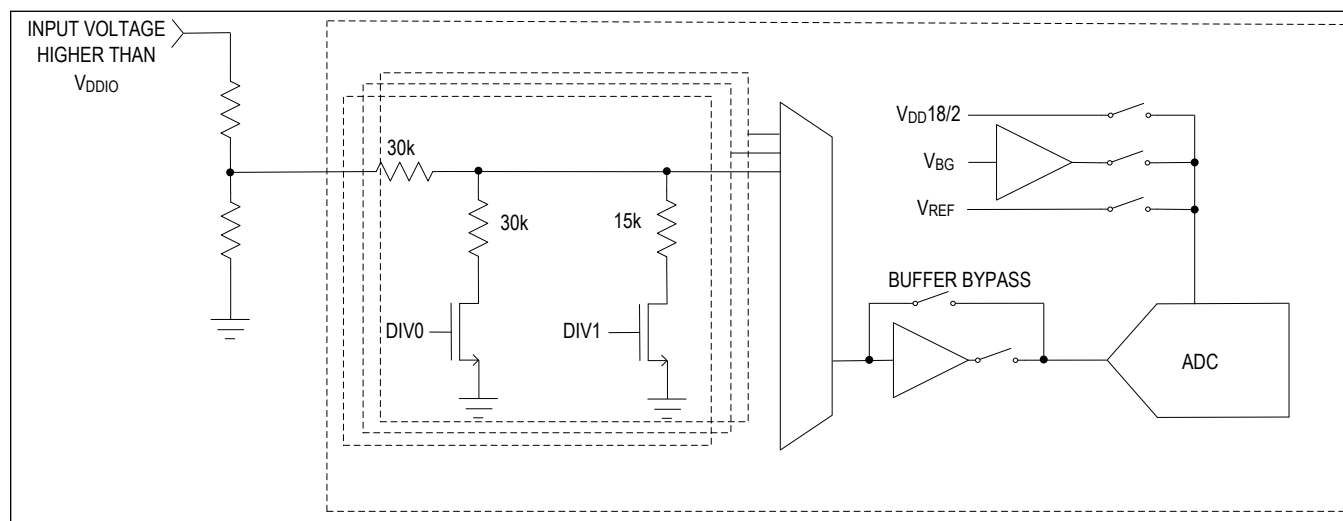 INPUT VOLTAGE
HIGHER THAN
VDDIO
30k
30k
15k
DIV0
DIV1
VDD18/2
VBG
VREF
BUFFER BYPASS
ADC